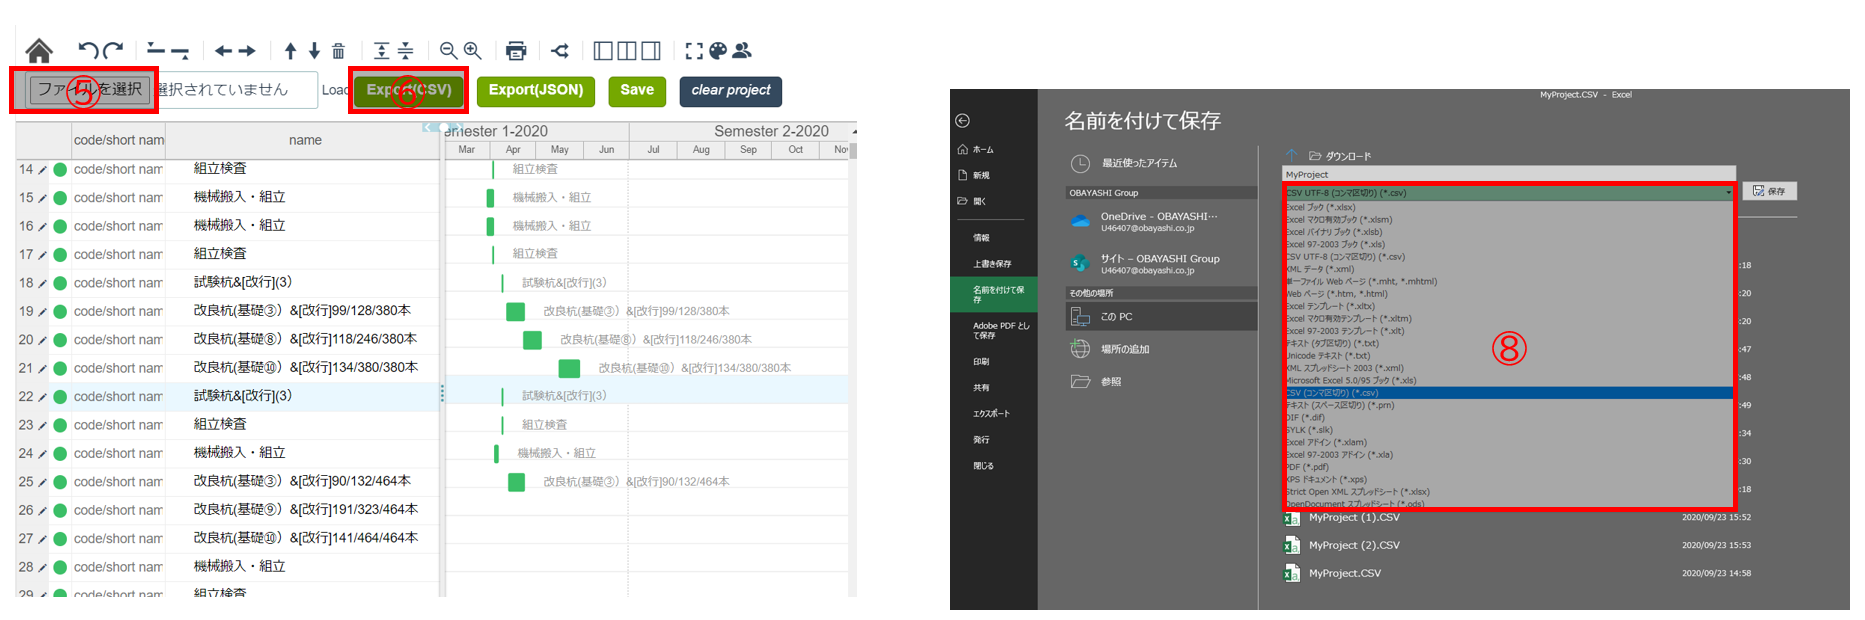 ファイルを選択
選択されていません
Load
Export(CSV)
Export(JSON)
Save
clear project
⑤
⑥
code/short nam
name
emester 1-2020
Semester 2-2020
Mar Apr May Jun Jul Aug Sep Oct Nov
14 code/short nam 組立検査 組立検査
15 code/short nam 機械搬入・組立 機械搬入・組立
16 code/short nam 機械搬入・組立 機械搬入・組立
17 code/short nam 組立検査 組立検査
18 code/short nam 試験杭&[改行](3) 試験杭&[改行](3)
19 code/short nam 改良杭(基礎③) &[改行]99/128/380本 改良杭(基礎③) &[改行]99/128/380本
20 code/short nam 改良杭(基礎⑧) &[改行]118/246/380本 改良杭(基礎⑧) &[改行]118/246/380本
21 code/short nam 改良杭(基礎⑩) &[改行]134/380/380本 改良杭(基礎⑩) &[改行]134/380/380本
22 code/short nam 試験杭&[改行](3) 試験杭&[改行](3)
23 code/short nam 組立検査 組立検査
24 code/short nam 機械搬入・組立 機械搬入・組立
25 code/short nam 改良杭(基礎③) &[改行]90/132/464本 改良杭(基礎③) &[改行]90/132/464本
26 code/short nam 改良杭(基礎⑨) &[改行]191/323/464本
27 code/short nam 改良杭(基礎⑩) &[改行]141/464/464本
28 code/short nam 機械搬入・組立
29 code/short nam 組立検査
MyProject.CSV - Excel
ホーム
新規
開く
情報
上書き保存
名前を付けて保
存
Adobe PDF とし
て保存
印刷
共有
エクスポート
発行
閉じる
名前を付けて保存
最近使ったアイテム
OBAYASHI Group
OneDrive - OBAYASHI…
U46407@obayashi.co.jp
サイト – OBAYASHI Group
U46407@obayashi.co.jp
その他の場所
この PC
場所の追加
参照
ダウンロード
MyProject
CSV UTF-8 (コンマ区切り) (*.csv)
保存
Excel ブック (*.xlsx)
Excel マクロ有効ブック (*.xlsm)
Excel バイナリ ブック (*.xlsb)
Excel 97-2003 ブック (*.xls)
CSV UTF-8 (コンマ区切り) (*.csv)
XML データ (*.xml)
単一ファイル Web ページ (*.mht, *.mhtml)
Web ページ (*.htm, *.html)
Excel テンプレート (*.xltx)
Excel マクロ有効テンプレート (*.xltm)
Excel 97-2003 テンプレート (*.xlt)
テキスト (タブ区切り) (*.txt)
Unicode テキスト (*.txt)
XML スプレッドシート 2003 (*.xml)
Microsoft Excel 5.0/95 ブック (*.xls)
CSV (コンマ区切り) (*.csv)
テキスト (スペース区切り) (*.prn)
DIF (*.dif)
SYLK (*.slk)
Excel アドイン (*.xlam)
Excel 97-2003 アドイン (*.xla)
PDF (*.pdf)
XPS ドキュメント (*.xps)
Strict Open XML スプレッドシート (*.xlsx)
OpenDocument スプレッドシート (*.ods)
⑧
:18
:20
:20
:47
:48
:49
:34
:30
:18
MyProject (1).CSV 2020/09/23 15:52
MyProject (2).CSV 2020/09/23 15:53
MyProject.CSV 2020/09/23 14:58